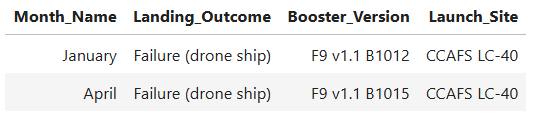 Month_Name Landing_Outcome Booster_Version Launch_Site
January Failure (drone ship) F9 v1.1 B1012 CCAFS LC-40
April Failure (drone ship) F9 v1.1 B1015 CCAFS LC-40